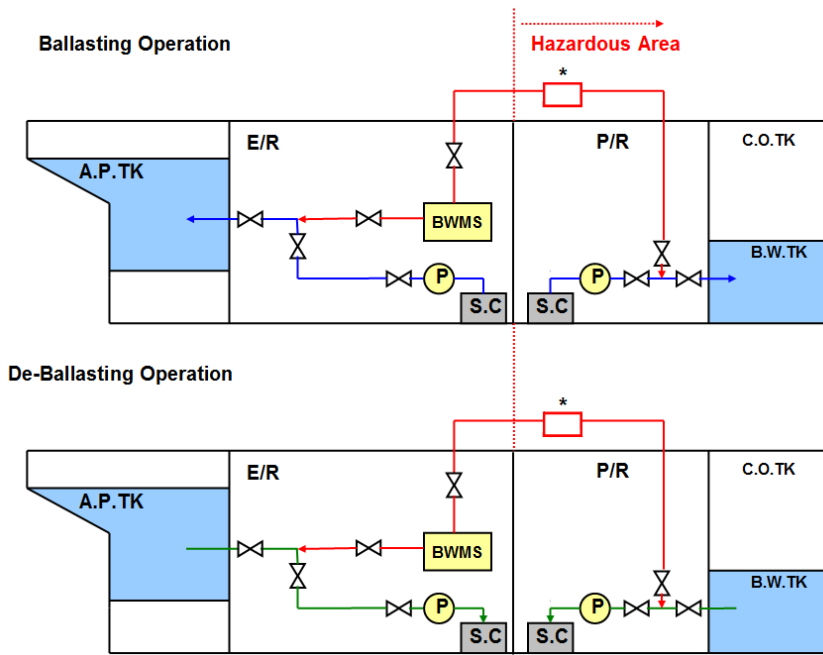 Ballasting Operation
Hazardous Area
*
E/R
P/R
C.O.TK
A.P.TK
BWMS
B.W.TK
P
P
S.C
S.C
De-Ballasting Operation
*
E/R
P/R
C.O.TK
A.P.TK
BWMS
B.W.TK
P
P
S.C
S.C